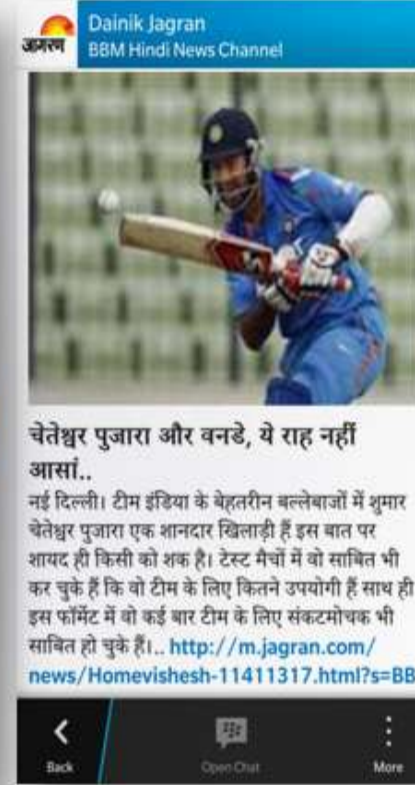 जागरण
Dainik Jagran
BBM Hindi News Channel
चेतेश्वर पुजारा और वनडे, ये राह नहीं
आसां..
नई दिल्ली। टीम इंडिया के बेहतरीन बल्लेबाजों में शुमार
चेतेश्वर पुजारा एक शानदार खिलाड़ी हैं इस बात पर
शायद ही किसी को शक है। टेस्ट मैचों में वो साबित भी
कर चुके हैं कि वो टीम के लिए कितने उपयोगी हैं साथ ही
इस फॉर्मेट में वो कई बार टीम के लिए संकटमोचक भी
साबित हो चुके हैं।.. http://m.jagran.com/
news/Homevishesh-11411317.html?s=BB
Back
Open Chat
More